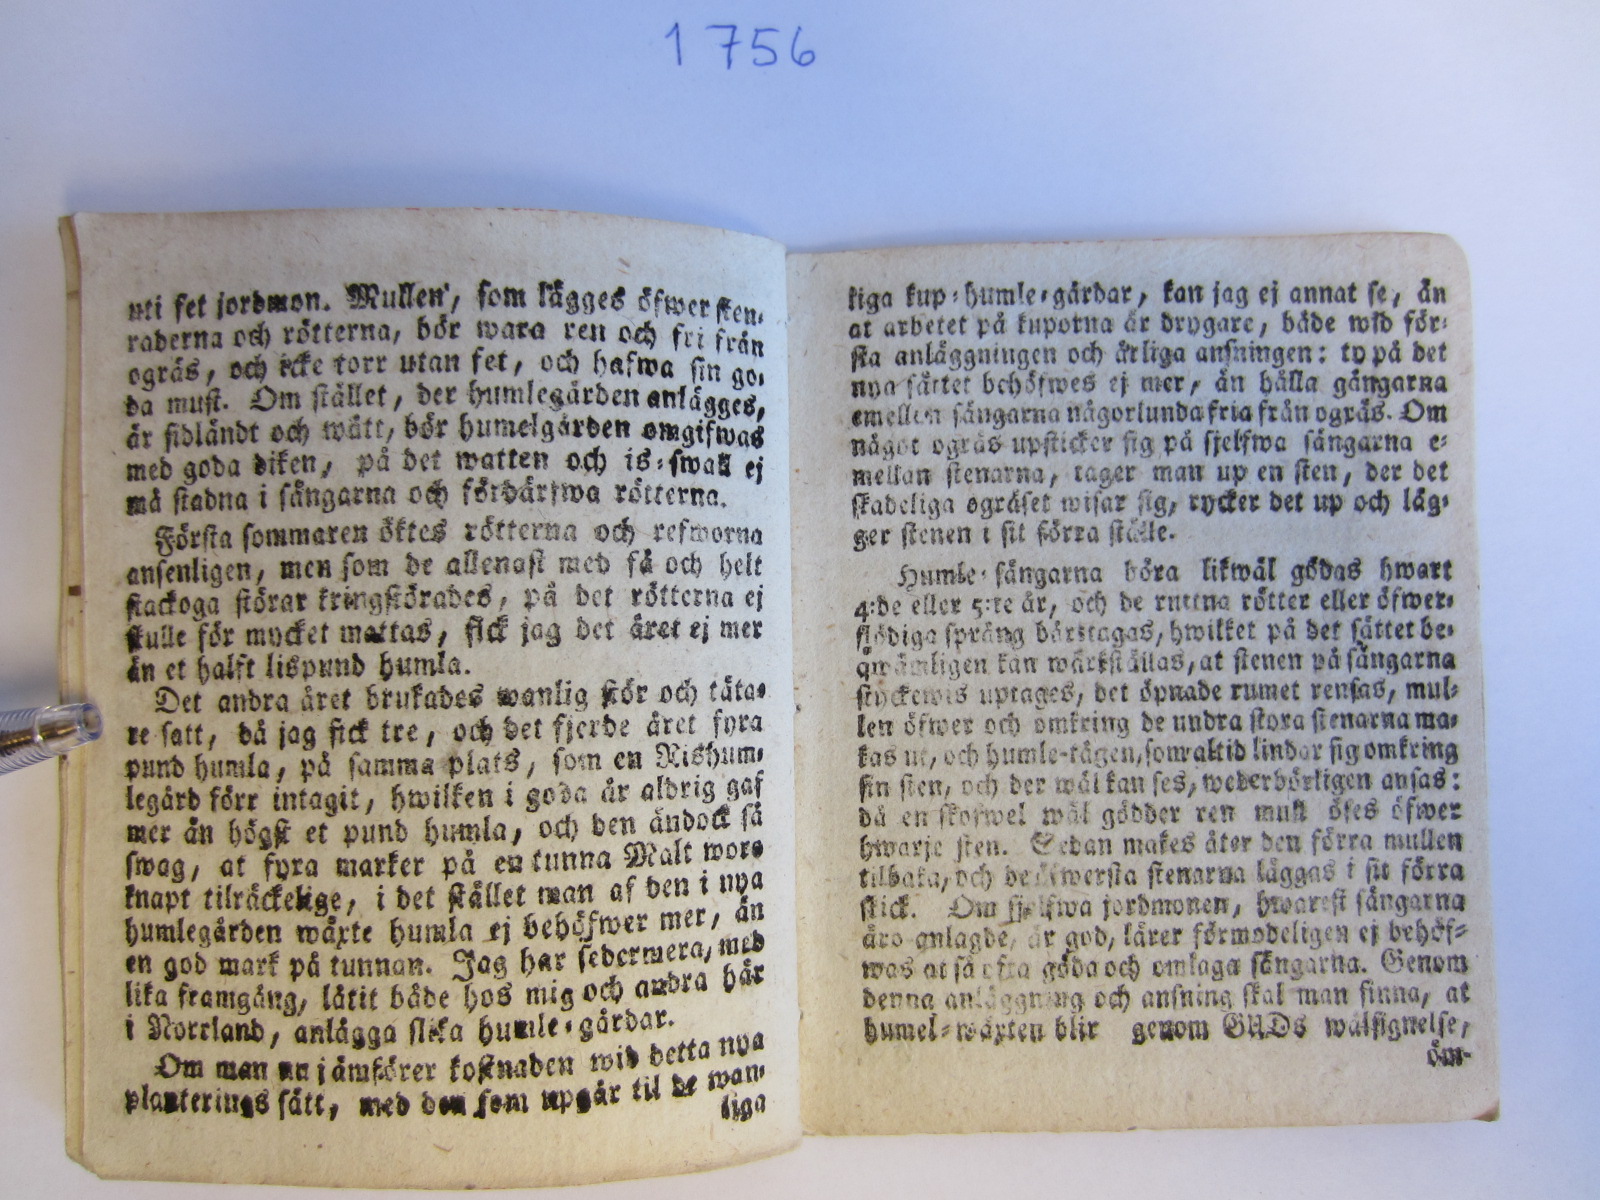 1756
uti fet jordmon. Mullen, som lägges öfwer sten-
raderna och rötterna, bör wara ren och fri från
ogräs, och icke torr utan fet, och hafwa sin go-
da must. Om stället, der humlegården anlägges,
är sidländt och wått, bör humelgården omgifwas
med goda diken, på det watten och is-swall ej
må stadna i sängarna och fördärfwa rötterna.
Första sommaren öktes rötterna och refworna
ansenligen, men som de allenast med få och helt
stackoga störar kringstörades, på det rötterna ej
skulle för mycket mattas, fick jag det året ej mer
än et halft lispund humla.
Det andra året brukades wanlig stör och täta-
re satt, då jag fick tre, och det fjerde året fyra
pund humla, på samma plats, som en Rishum-
legård förr intagit, hwilken i goda år aldrig gaf
mer än högst et pund humla, och den ändock så
swag, at fyra marker på en tunna Malt woro
knapt tilräckelige, i det stället man af den i nya
humlegården wäxte humla ej behöfwer mer, än
en god mark på tunnan. Jag har sedermera, med
lika framgång, låtit både hos mig och andra här
i Norrland, anlägga slika humle-gårdar.
Om man nu jämförer kostnaden wid detta nya
planterings sätt, med den som upgår til de wan-
liga
liga kup-humle-gårdar, kan jag ej annat se, än
at arbetet på kuporna är drygare, både wid för-
sta anläggningen och årliga ansningen: ty på det
nya sättet behöfwes ej mer, än hålla gångarna
emellan sängarna någorlunda fria från ogräs. Om
något ogräs upsticker sig på sjelfwa sängarna e-
mellan stenarna, tager man up en sten, der det
skadeliga ogräset wisar sig, rycker det up och läg-
ger stenen i sit förra ställe.
Humle-sängarna böra likwäl gödas hwart
4:de eller 5:te år, och de ruttna rötter eller öfwer-
flödiga språng bårttagas, hwilket på det sättet be-
qwämligen kan wärkställas, at stenen på sängarna
styckewis uptages, det öpnade rumet rensas, mul-
len öfwer och omkring de undra stora stenarna ma-
kas ut, och humle-tågen, som altid lindar sig omkring
sin sten, och der wäl kan ses, wederbörligen ansas:
då en skofwel wäl gödder ren mull ökes öfwer
hwarje sten. Sedan makes åter den förra mullen
tilbaka, och de öfwersta stenarna läggas i sit förra
skick. Om sjelfwa jordmonen, hwarest sängarna
äro anlagde, är god, lärer förmodeligen ej behöf-
was at så ofta göda och omlaga sängarna. Genom
denna anläggning och ansning skal man finna, at
humel-wäxten blir genom GUDs wälsignelse,
öm-